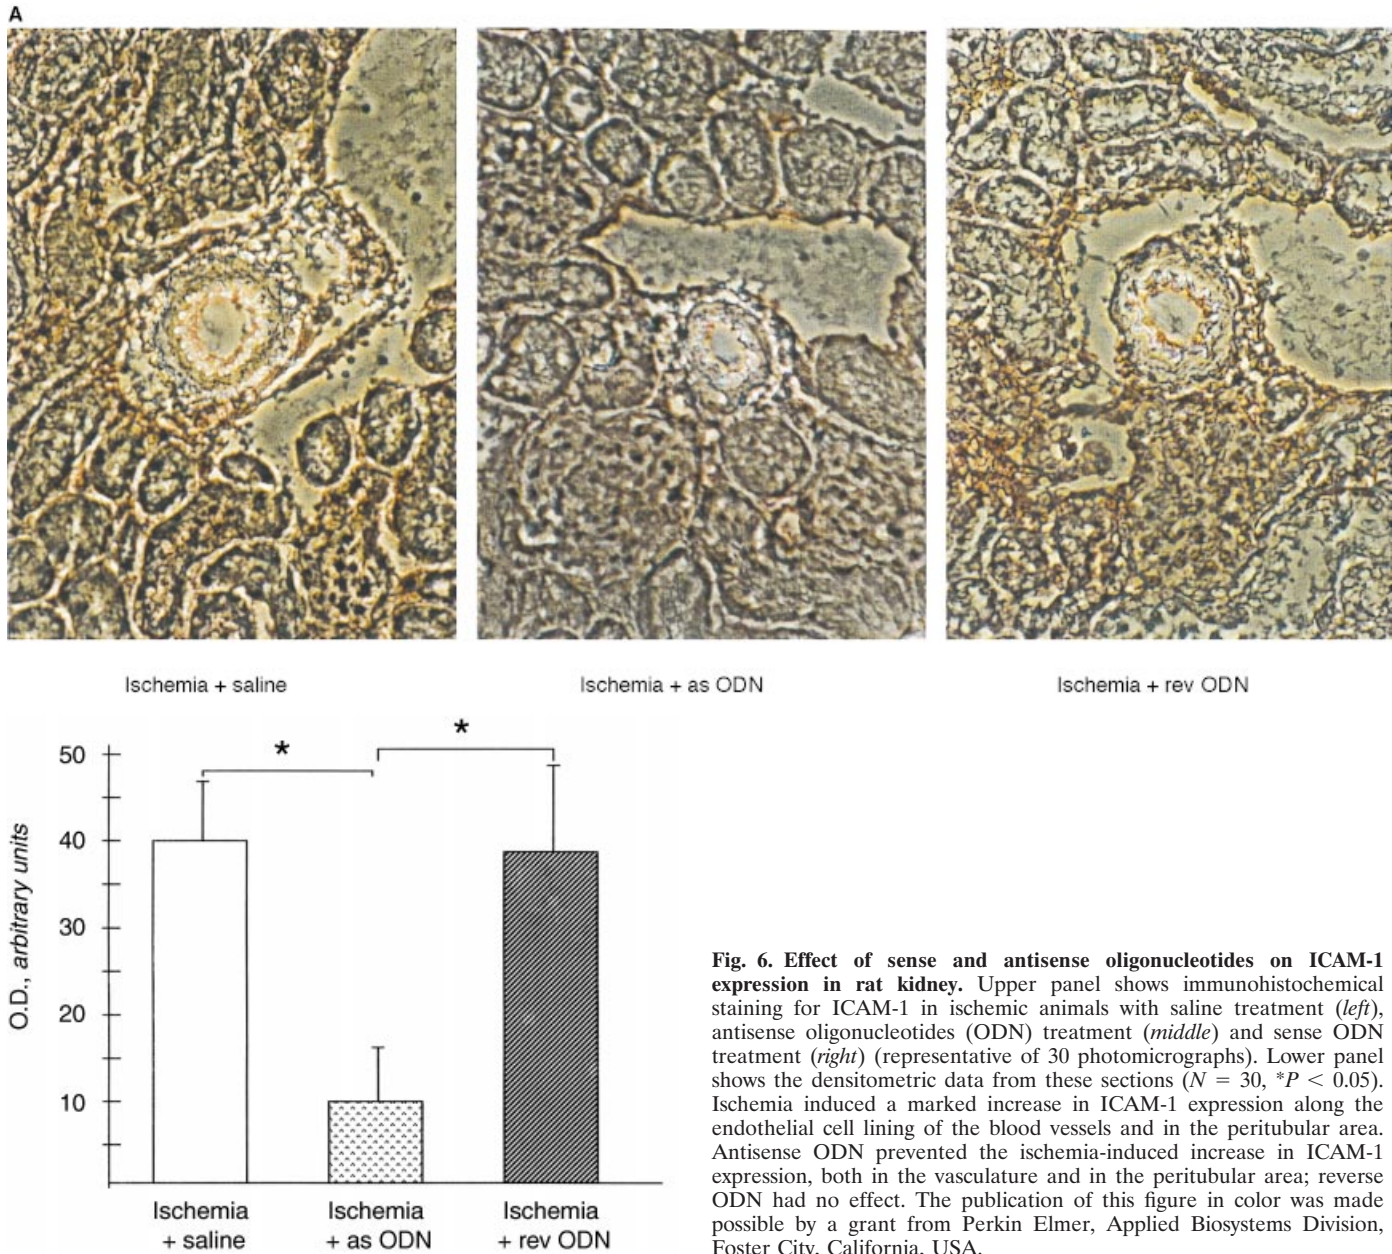 A
Ischemia + saline
Ischemia + as ODN
Ischemia + rev ODN
*
*
50
40
30
20
10
O.D., arbitrary units
Ischemia
+ saline
Ischemia
+ as ODN
Ischemia
+ rev ODN
Fig. 6. Effect of sense and antisense oligonucleotides on ICAM-1
expression in rat kidney. Upper panel shows immunohistochemical
staining for ICAM-1 in ischemic animals with saline treatment (left),
antisense oligonucleotides (ODN) treatment (middle) and sense ODN
treatment (right) (representative of 30 photomicrographs). Lower panel
shows the densitometric data from these sections (N = 30, *P < 0.05).
Ischemia induced a marked increase in ICAM-1 expression along the
endothelial cell lining of the blood vessels and in the peritubular area.
Antisense ODN prevented the ischemia-induced increase in ICAM-1
expression, both in the vasculature and in the peritubular area; reverse
ODN had no effect. The publication of this figure in color was made
possible by a grant from Perkin Elmer, Applied Biosystems Division,
Foster City, California, USA.